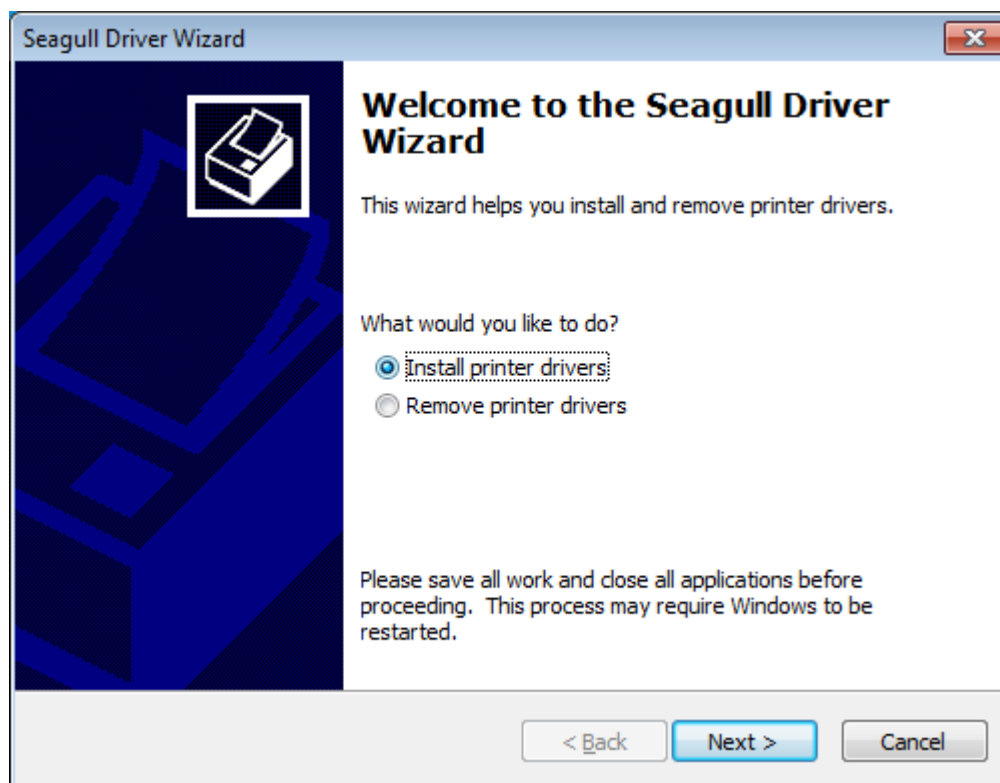 Seagull Driver Wizard
Welcome to the Seagull Driver
Wizard
This wizard helps you install and remove printer drivers.
What would you like to do?
Install printer drivers
Remove printer drivers
Please save all work and close all applications before
proceeding.  This process may require Windows to be
restarted.
< Back
Next >
Cancel